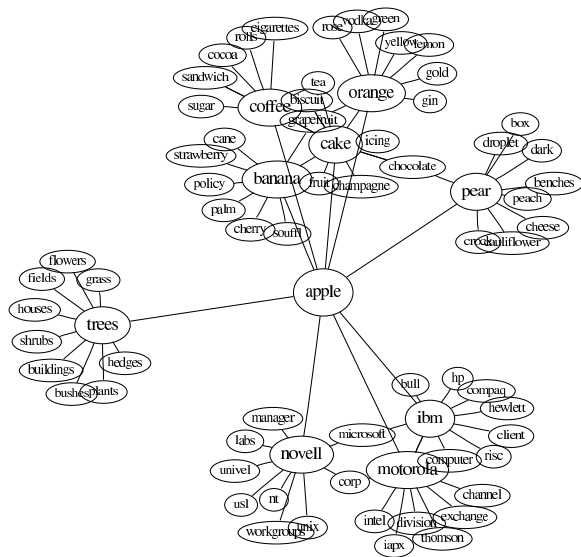 cigarettes
rolls
cocoa
sandwich
sugar
coffee
tea
biscuit
grapefruit
rose
vodka
green
yellow
lemon
gold
gin
orange
cake
icing
chocolate
cane
strawberry
policy
palm
cherry
souffl
banana
fruit
champagne
box
droplet
dark
benches
peach
cheese
cauliflower
pear
apple
flowers
fields
grass
houses
shrubs
buildings
bushes
plants
hedges
trees
bull
hp
compaq
hewlett
client
risc
computer
ibm
manager
microsoft
labs
univel
usl
nt
workgroups
unix
corp
novell
motorola
channel
exchange
thomson
division
intel
iapx